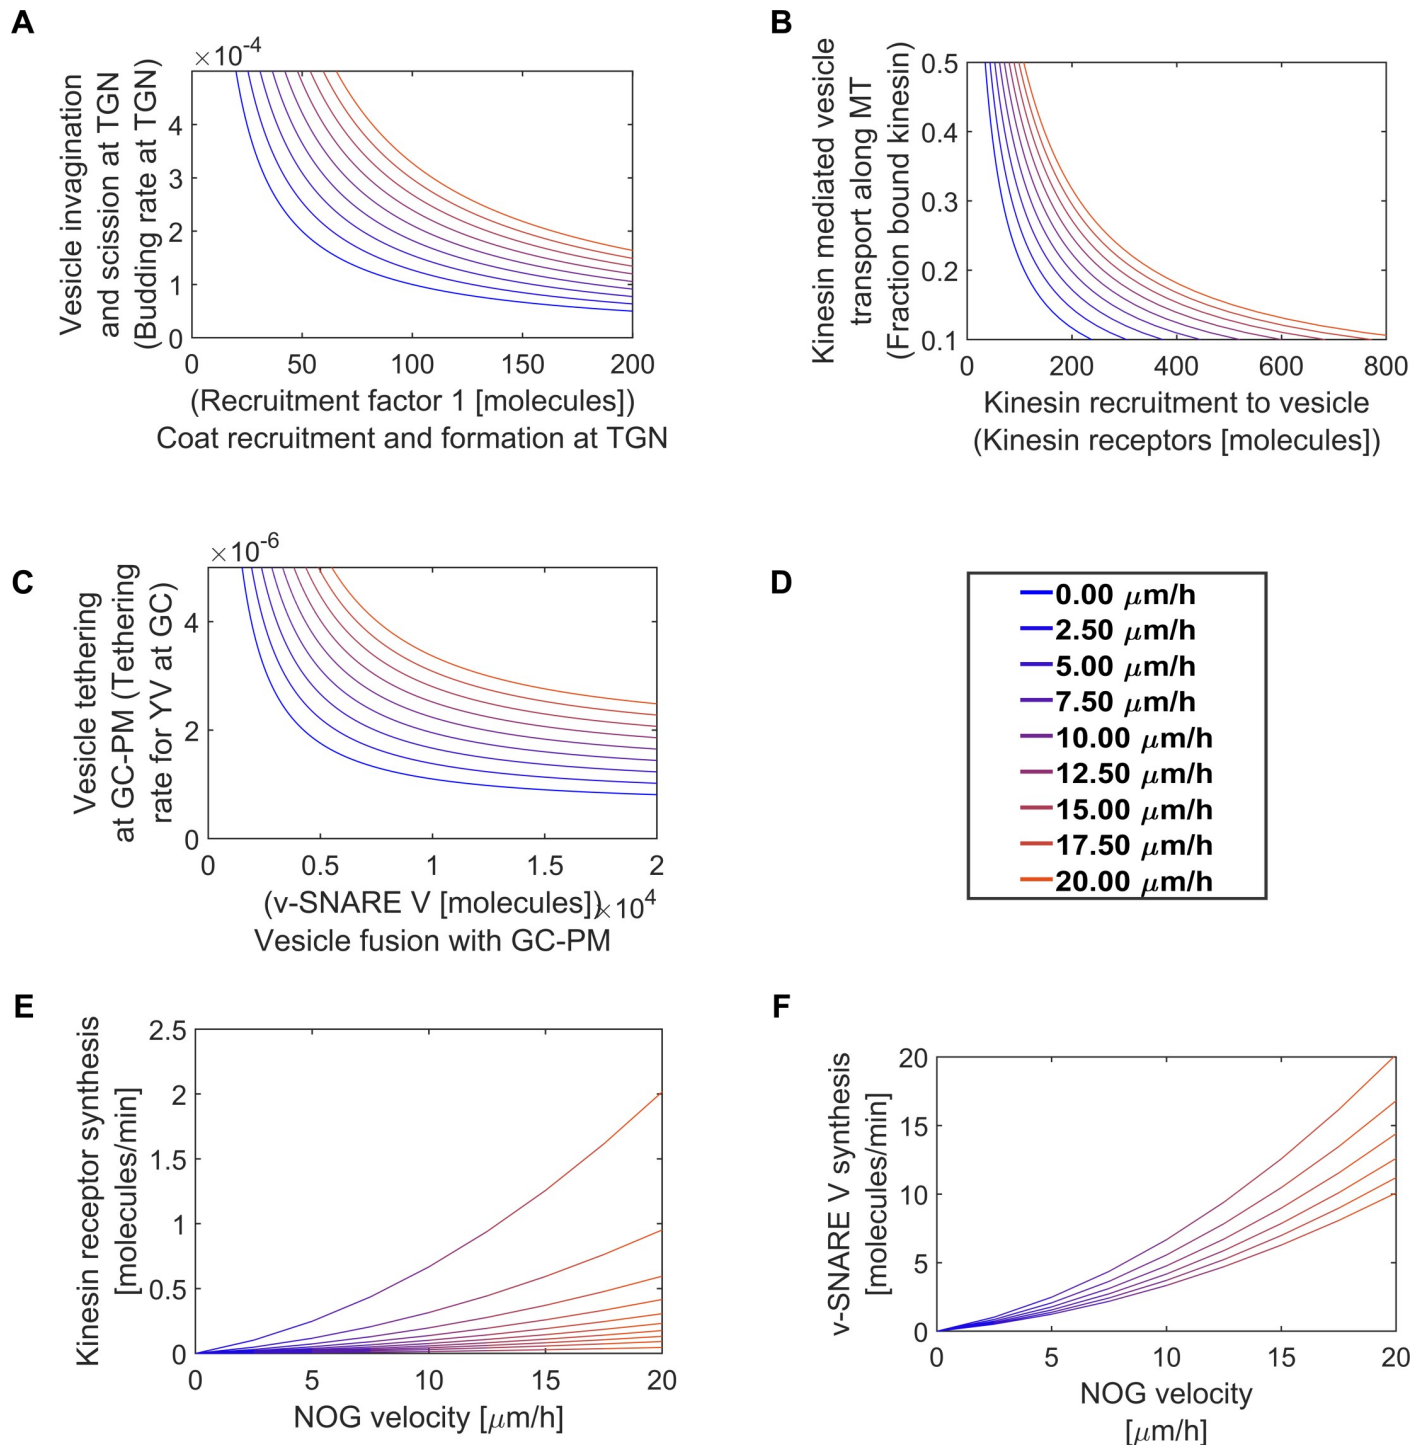 A
×10⁻⁴
Vesicle invagination
and scission at TGN
(Budding rate at TGN)
4
3
2
1
0
0 50 100 150 200
(Recruitment factor 1 [molecules])
Coat recruitment and formation at TGN
B
Kinesin mediated vesicle
transport along MT
(Fraction bound kinesin)
0.5
0.4
0.3
0.2
0.1
0 200 400 600 800
Kinesin recruitment to vesicle
(Kinesin receptors [molecules])
C
×10⁻⁶
Vesicle tethering
at GC-PM (Tethering
rate for YV at GC)
4
2
0
0 0.5 1 1.5 2
(v-SNARE V [molecules])
×10⁴
Vesicle fusion with GC-PM
D
0.00 μm/h
2.50 μm/h
5.00 μm/h
7.50 μm/h
10.00 μm/h
12.50 μm/h
15.00 μm/h
17.50 μm/h
20.00 μm/h
E
Kinesin receptor synthesis
[molecules/min]
2.5
2
1.5
1
0.5
0
0 5 10 15 20
NOG velocity [μm/h]
F
v-SNARE V synthesis
[molecules/min]
20
15
10
5
0
0 5 10 15 20
NOG velocity
[μm/h]